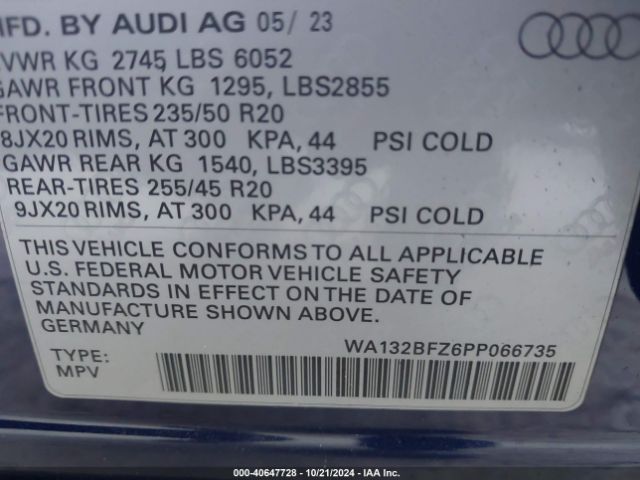 MFD. BY AUDI AG 05/ 23
GVWR KG 2745 LBS 6052
GAWR FRONT KG 1295, LBS2855
FRONT-TIRES 235/50 R20
8JX20 RIMS, AT 300 KPA, 44 PSI COLD
GAWR REAR KG 1540, LBS3395
REAR-TIRES 255/45 R20
9JX20 RIMS, AT 300 KPA, 44 PSI COLD
THIS VEHICLE CONFORMS TO ALL APPLICABLE
U.S. FEDERAL MOTOR VEHICLE SAFETY
STANDARDS IN EFFECT ON THE DATE OF
MANUFACTURE SHOWN ABOVE.
GERMANY
WA132BFZ6PP066735
TYPE:
MPV
000-40647728 - 10/21/2024 - IAA Inc.